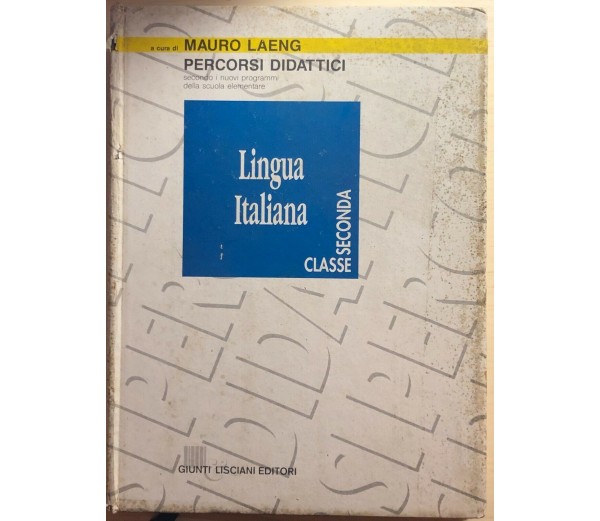 a cura di MAURO LAENG
PERCORSI DIDATTICI
secondo i nuovi programmi
della scuola elementare
Lingua
Italiana
CLASSE SECONDA
GIUNTI LISCIANI EDITORI